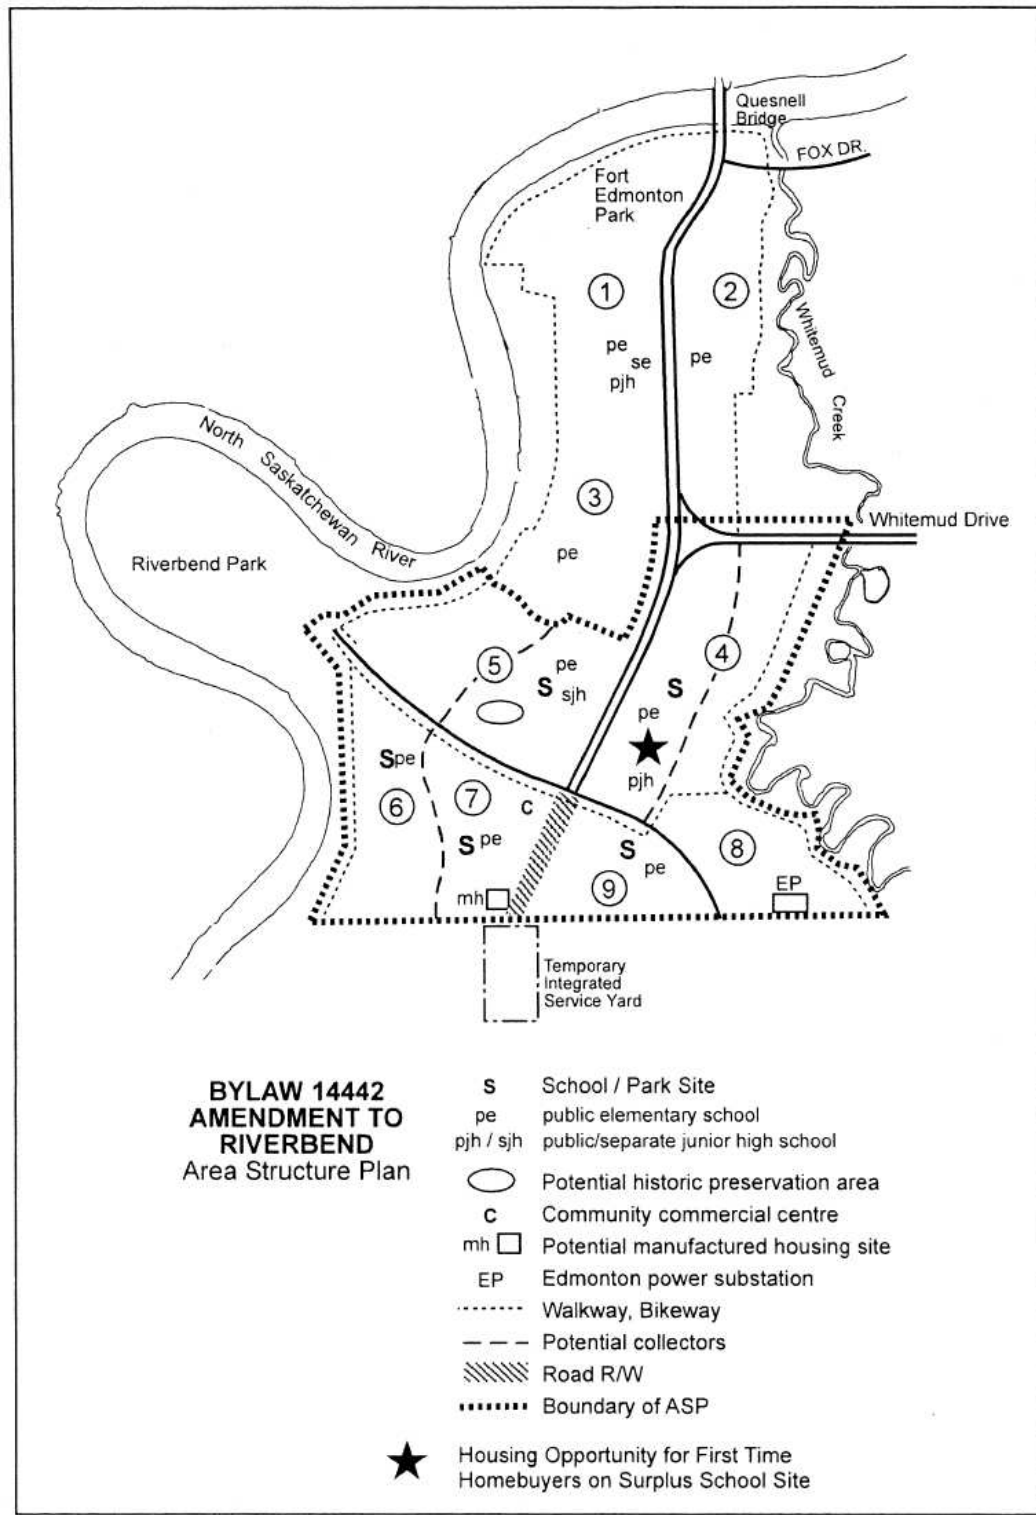 Quesnell
Bridge
FOX DR.
Fort
Edmonton
Park
1
2
Whitemud Creek
pe
se
pjh
pe
North Saskatchewan River
3
Whitemud Drive
pe
Riverbend Park
4
5
pe
S
sjh
S
pe
pjh
S pe
6
7
c
S pe
S
pe
8
9
mh
EP
Temporary
Integrated
Service Yard
BYLAW 14442
AMENDMENT TO
RIVERBEND
Area Structure Plan
S School / Park Site
pe public elementary school
pjh / sjh public/separate junior high school
Potential historic preservation area
C Community commercial centre
mh Potential manufactured housing site
EP Edmonton power substation
Walkway, Bikeway
Potential collectors
Road R/W
Boundary of ASP
Housing Opportunity for First Time
Homebuyers on Surplus School Site